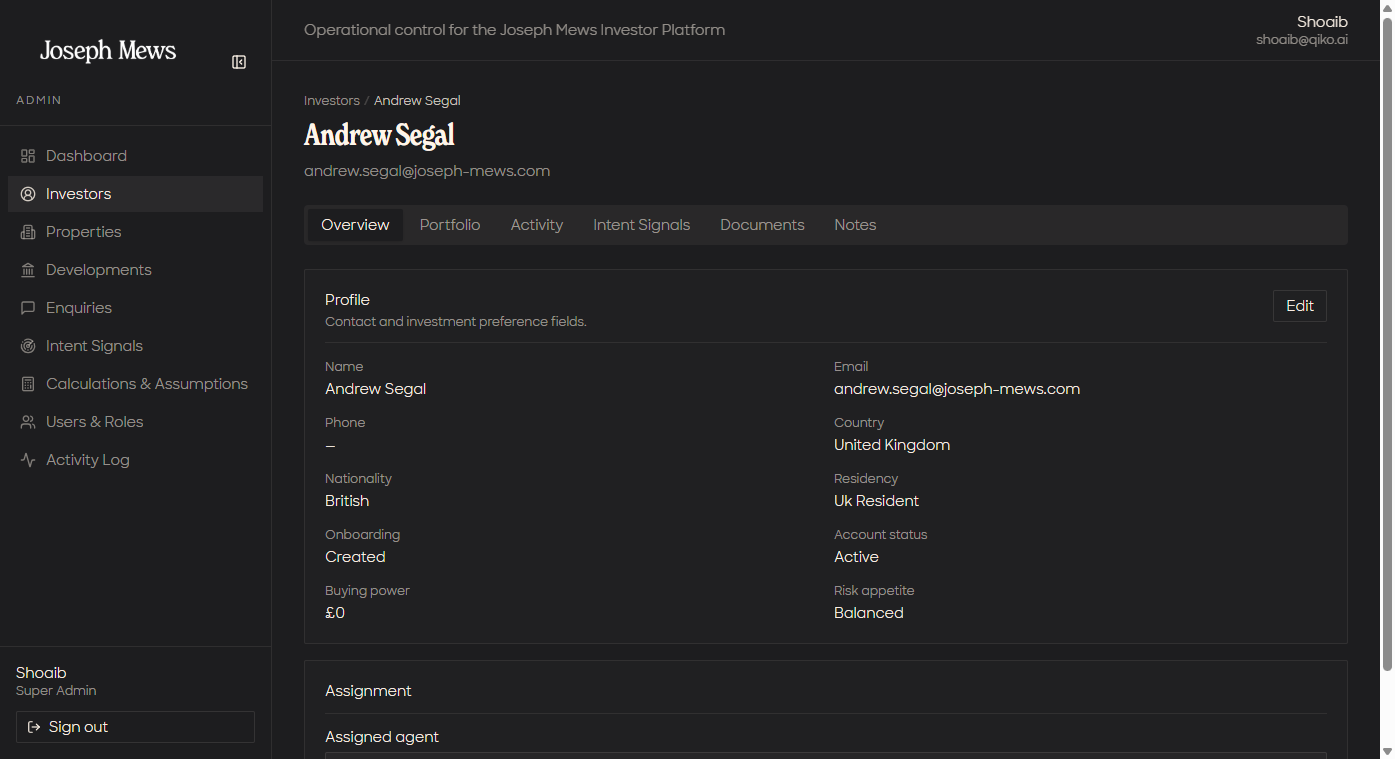 Joseph Mews
ADMIN
Dashboard
Investors
Properties
Developments
Enquiries
Intent Signals
Calculations & Assumptions
Users & Roles
Activity Log
Shoaib
Super Admin
Sign out
Operational control for the Joseph Mews Investor Platform
Shoaib
shoaib@qiko.ai
Investors / Andrew Segal
Andrew Segal
andrew.segal@joseph-mews.com
Overview Portfolio Activity Intent Signals Documents Notes
Profile
Contact and investment preference fields.
Edit
Name
Andrew Segal
Email
andrew.segal@joseph-mews.com
Phone
–
Country
United Kingdom
Nationality
British
Residency
Uk Resident
Onboarding
Created
Account status
Active
Buying power
£0
Risk appetite
Balanced
Assignment
Assigned agent